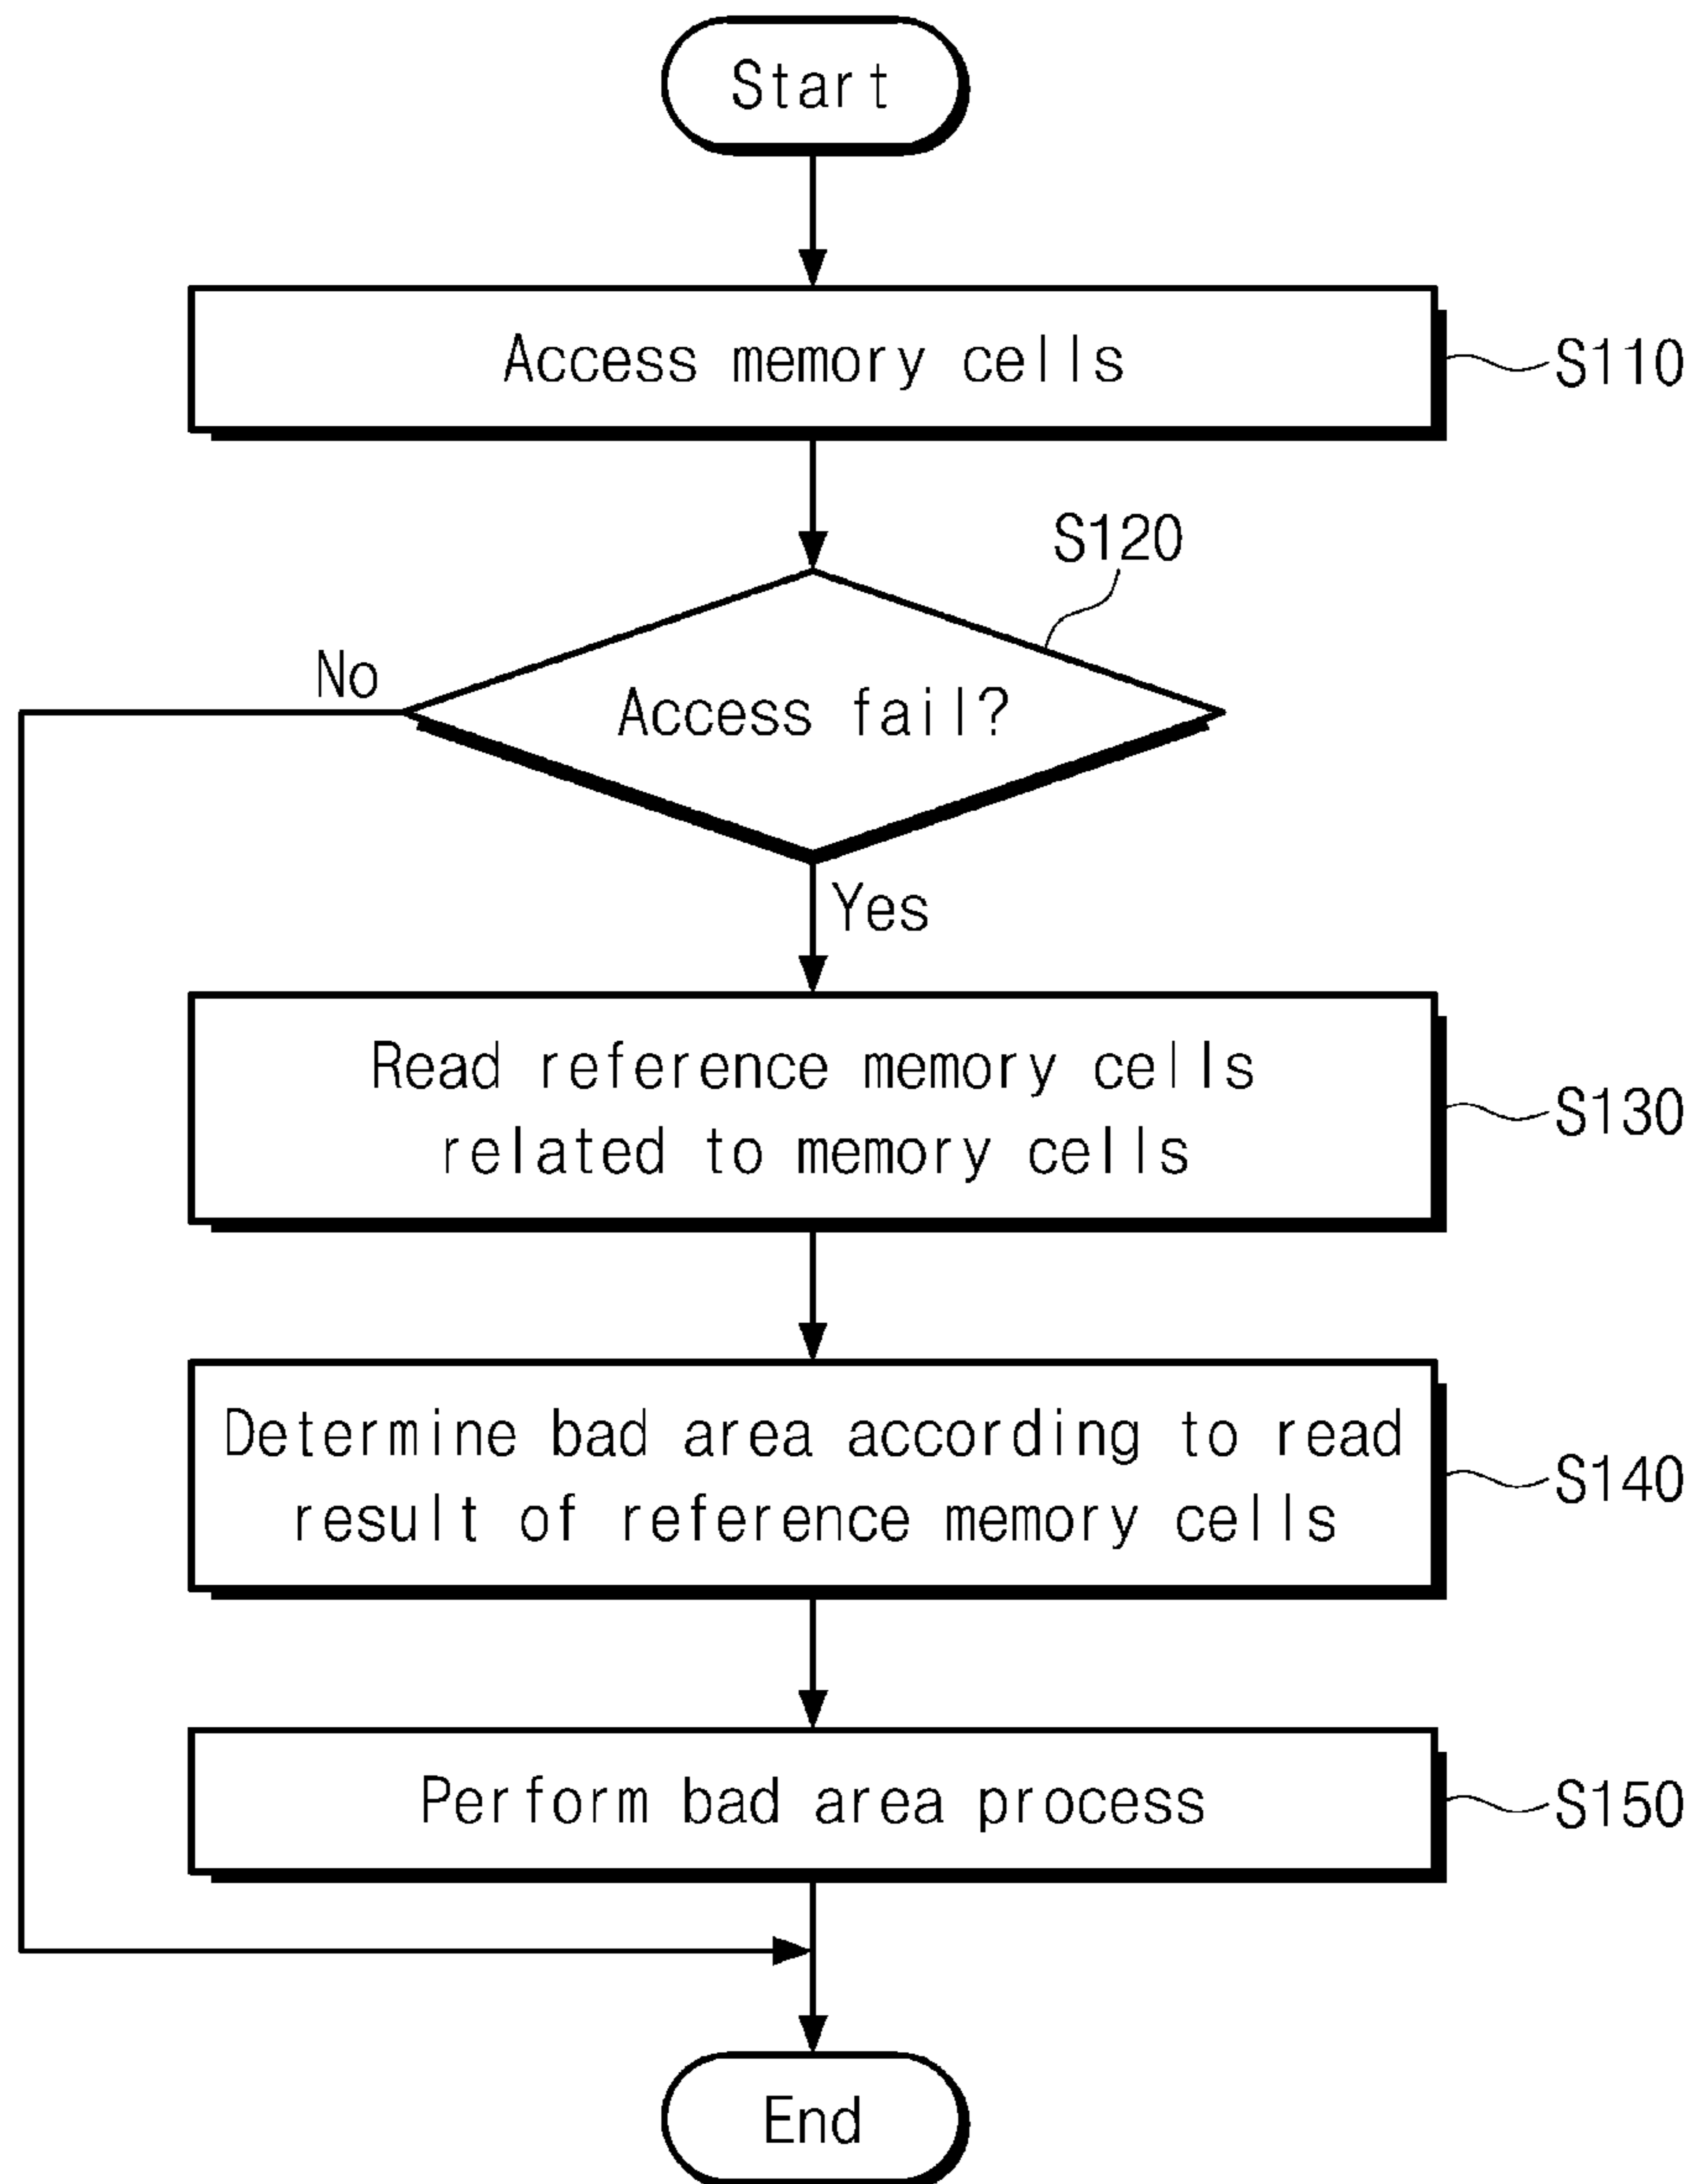 Start
Access memory cells
S110
S120
No
Access fail?
Yes
Read reference memory cells
related to memory cells
S130
Determine bad area according to read
result of reference memory cells
S140
Perform bad area process
S150
End